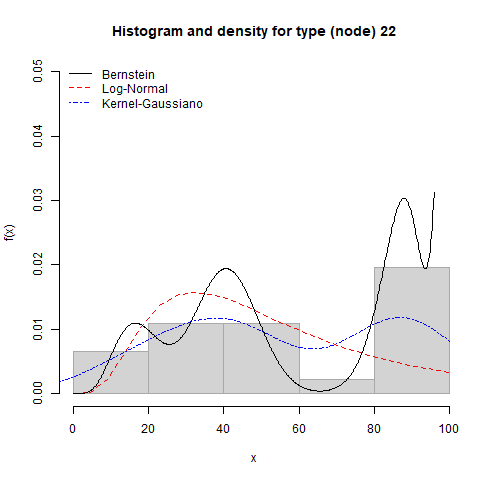 Histogram and density for type (node) 22
Bernstein
Log-Normal
Kernel-Gaussiano
f(x)
0.05
0.04
0.03
0.02
0.01
0.00
0 20 40 60 80 100
x